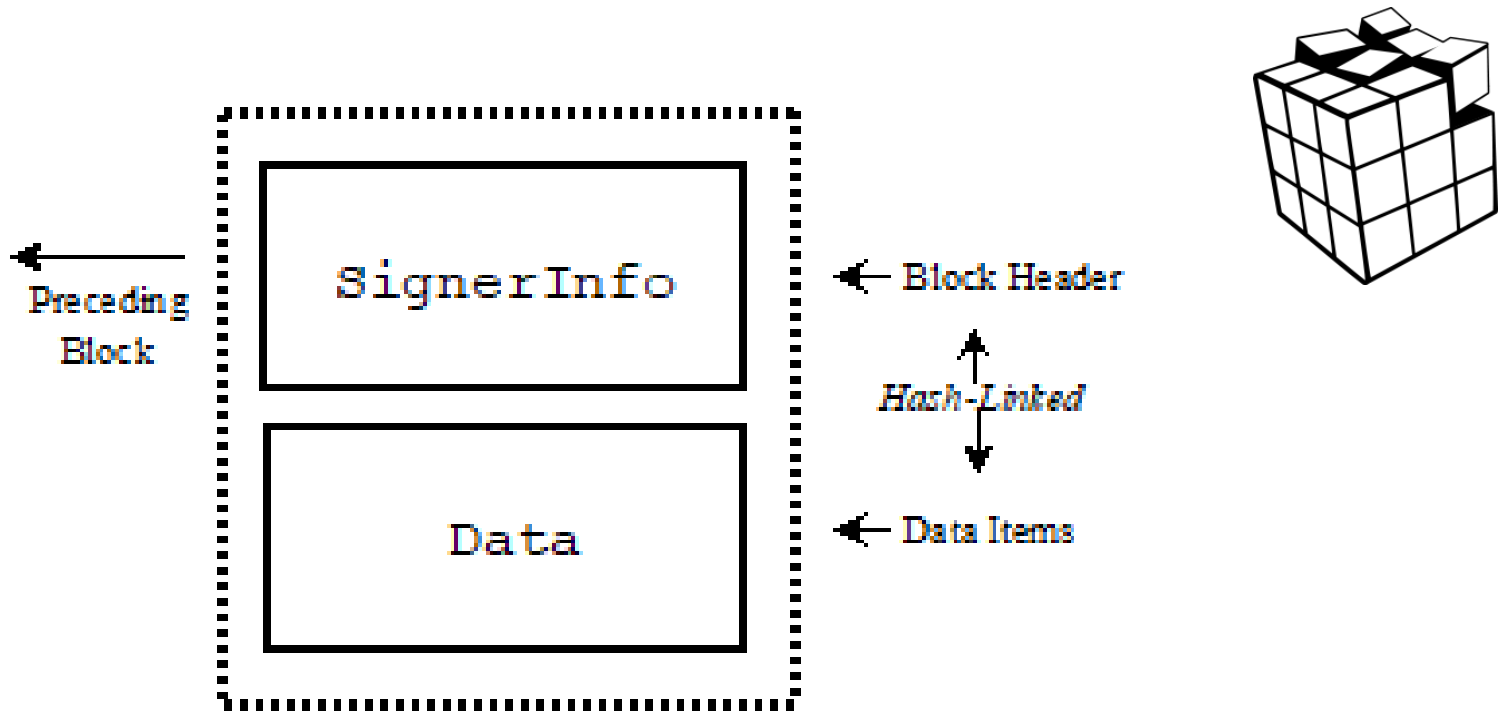 SignerInfo
Preceding
Block
Block Header
Hash-Linked
Data
Data Items